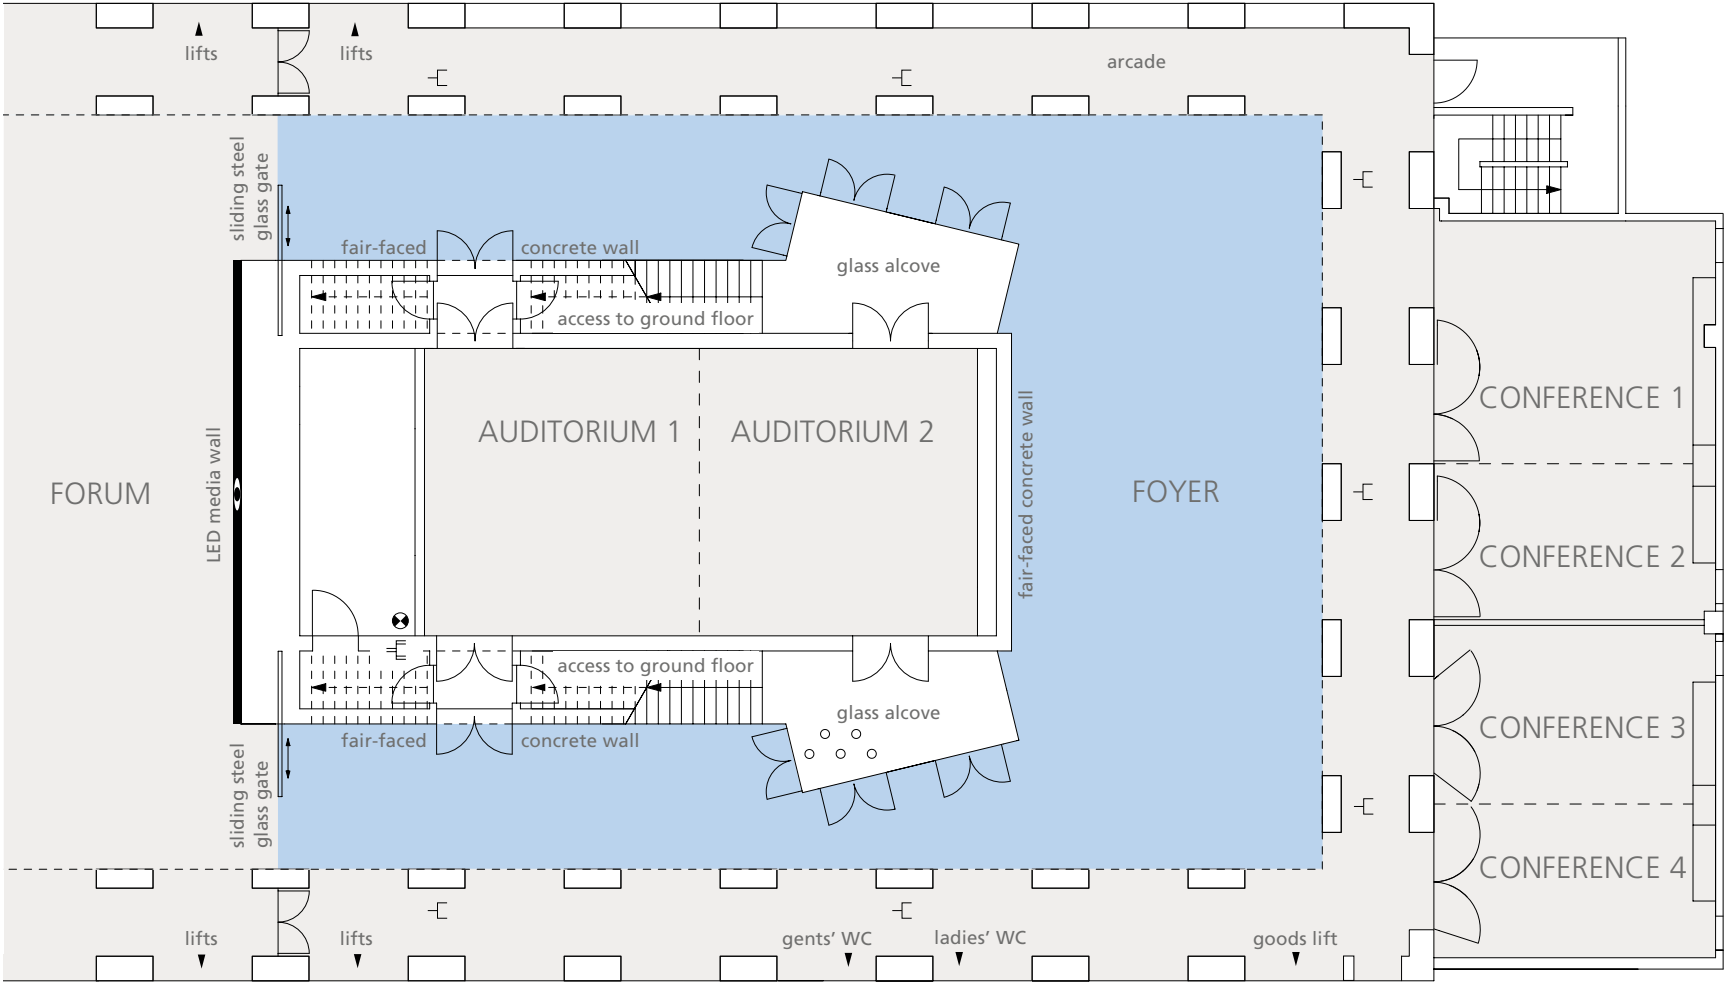 lifts
lifts
arcade
sliding steel
glass gate
fair-faced
concrete wall
glass alcove
access to ground floor
AUDITORIUM 1
AUDITORIUM 2
FORUM
LED media wall
fair-faced concrete wall
FOYER
CONFERENCE 1
CONFERENCE 2
CONFERENCE 3
CONFERENCE 4
access to ground floor
glass alcove
fair-faced
concrete wall
sliding steel
glass gate
lifts
lifts
gents’ WC
ladies’ WC
goods lift